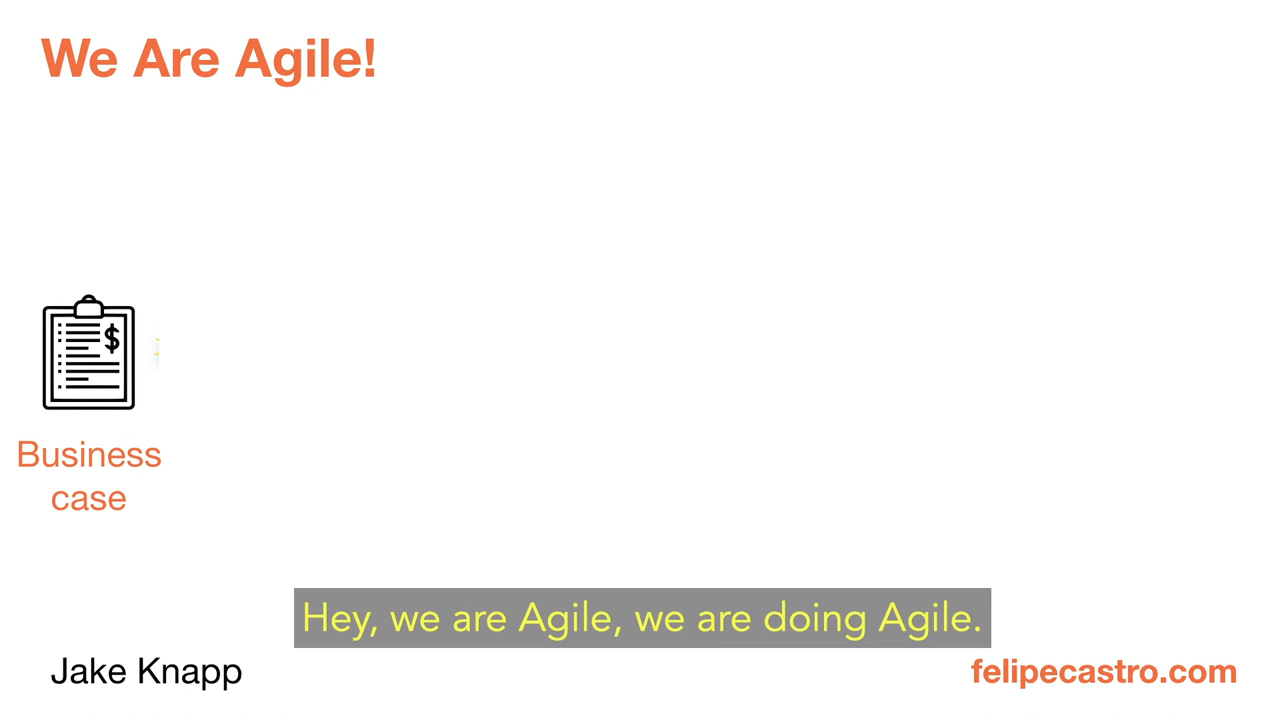 We Are Agile!
$
Business
case
Hey, we are Agile, we are doing Agile.
Jake Knapp
felipecastro.com